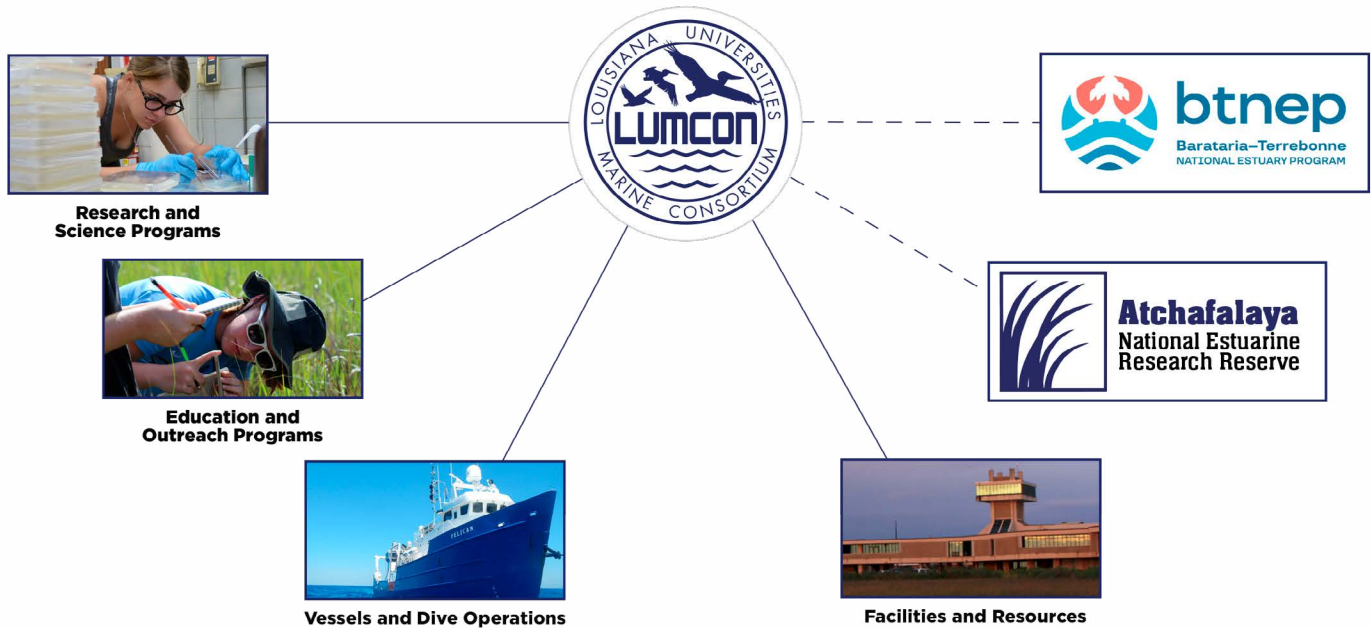 LOUISIANA UNIVERSITIES
LUMCON
MARINE CONSORTIUM
btnep
Barataria–Terrebonne
NATIONAL ESTUARY PROGRAM
Research and
Science Programs
Atchafalaya
National Estuarine
Research Reserve
Education and
Outreach Programs
PELICAN
Vessels and Dive Operations
Facilities and Resources